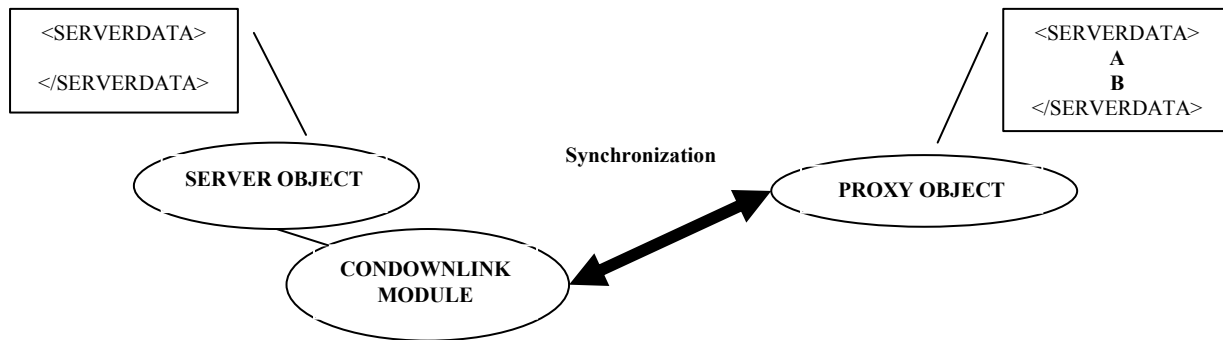 <SERVERDATA>
</SERVERDATA>
<SERVERDATA>
A
B
</SERVERDATA>
Synchronization
SERVER OBJECT
PROXY OBJECT
CONDOWNLINK
MODULE